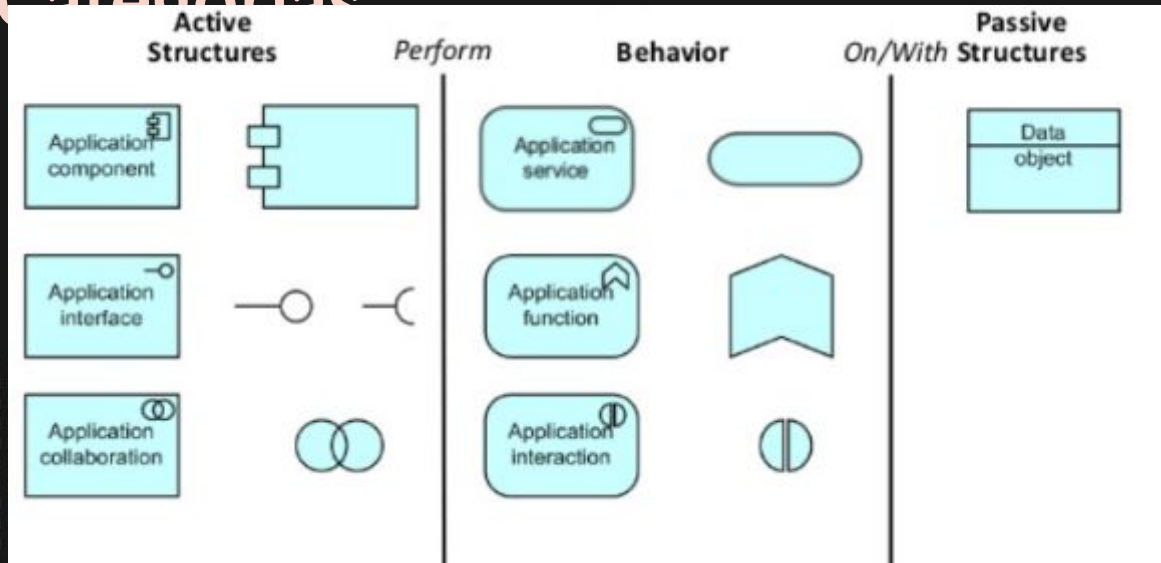 Active
Structures
Perform
Behavior
On/With
Passive
Structures
Application
component
Application
service
Data
object
Application
interface
Application
function
Application
collaboration
Application
interaction